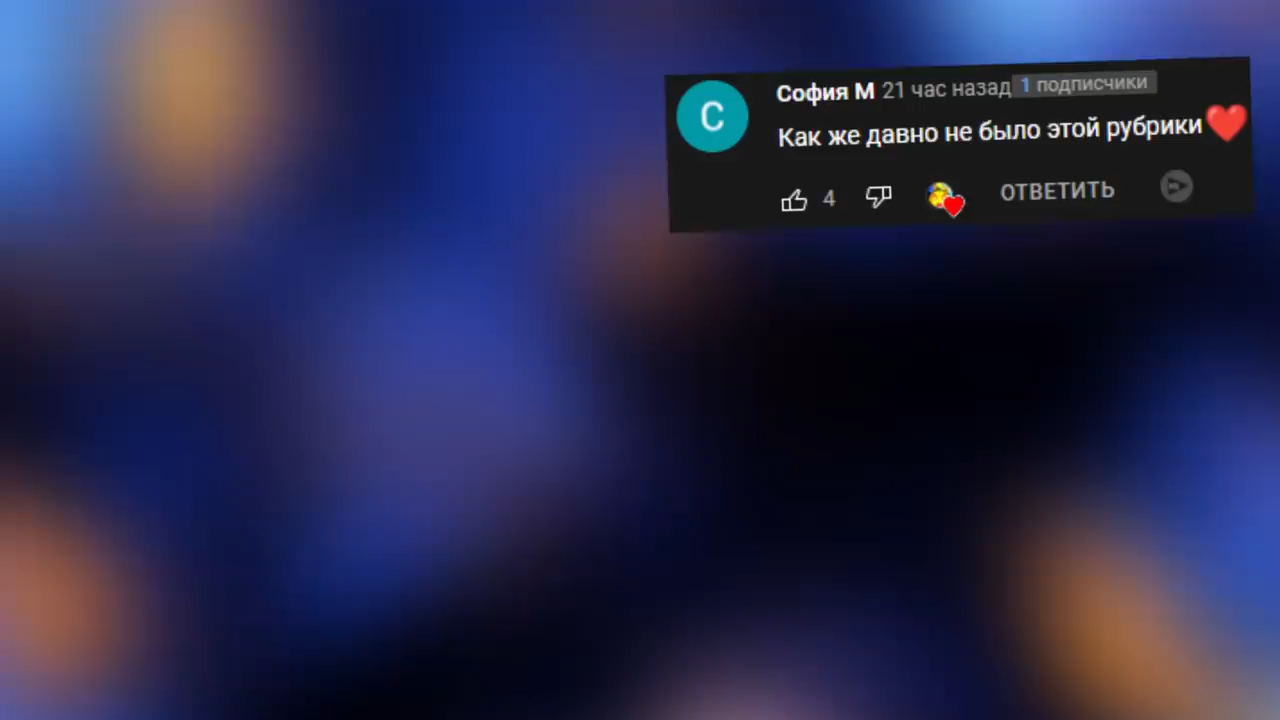 С
София М 21 час назад 1 подписчики
Как же давно не было этой рубрики❤️
4 ОТВЕТИТЬ